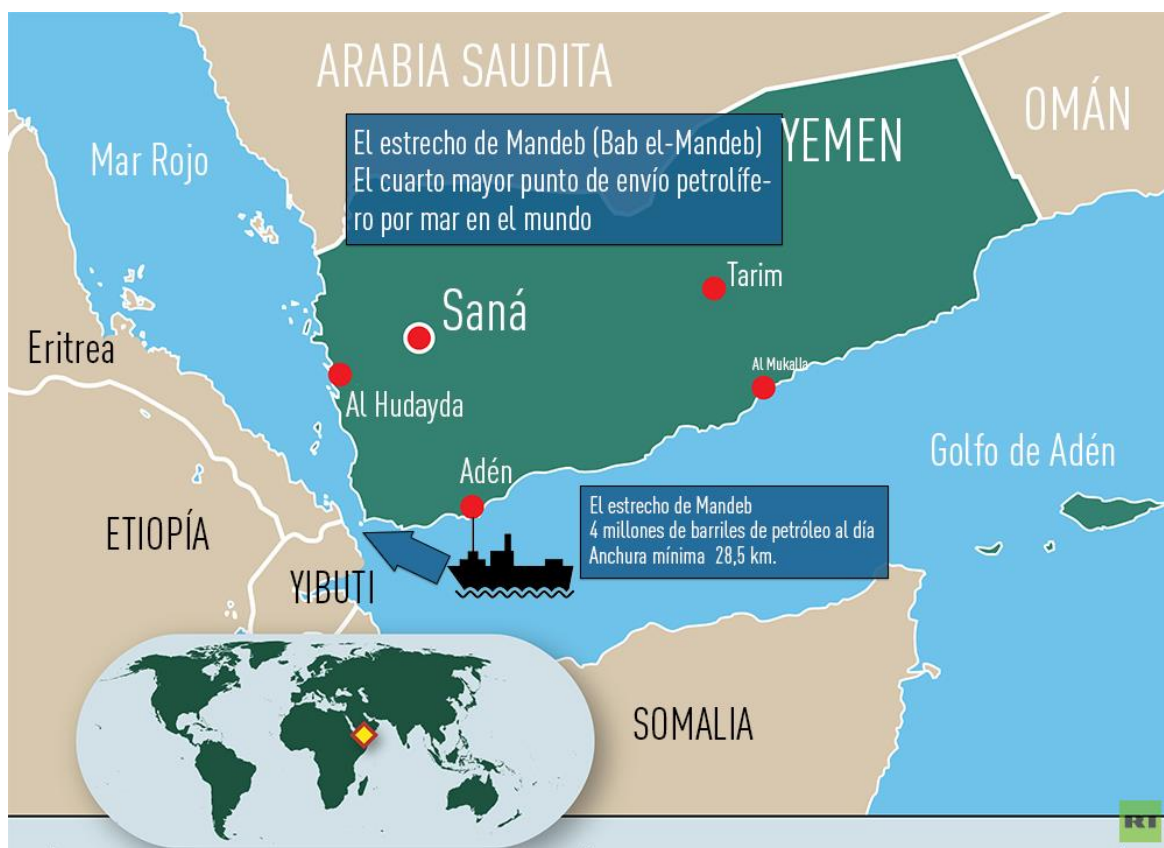 ARABIA SAUDITA
OMÁN
YEMEN
Mar Rojo
El estrecho de Mandeb (Bab el-Mandeb)
El cuarto mayor punto de envío petrolífe-
ro por mar en el mundo
Tarim
Saná
Eritrea
Al Mukalla
Al Hudayda
Golfo de Adén
Adén
El estrecho de Mandeb
4 millones de barriles de petróleo al día
Anchura mínima 28,5 km.
ETIOPÍA
YIBUTI
SOMALIA
RT